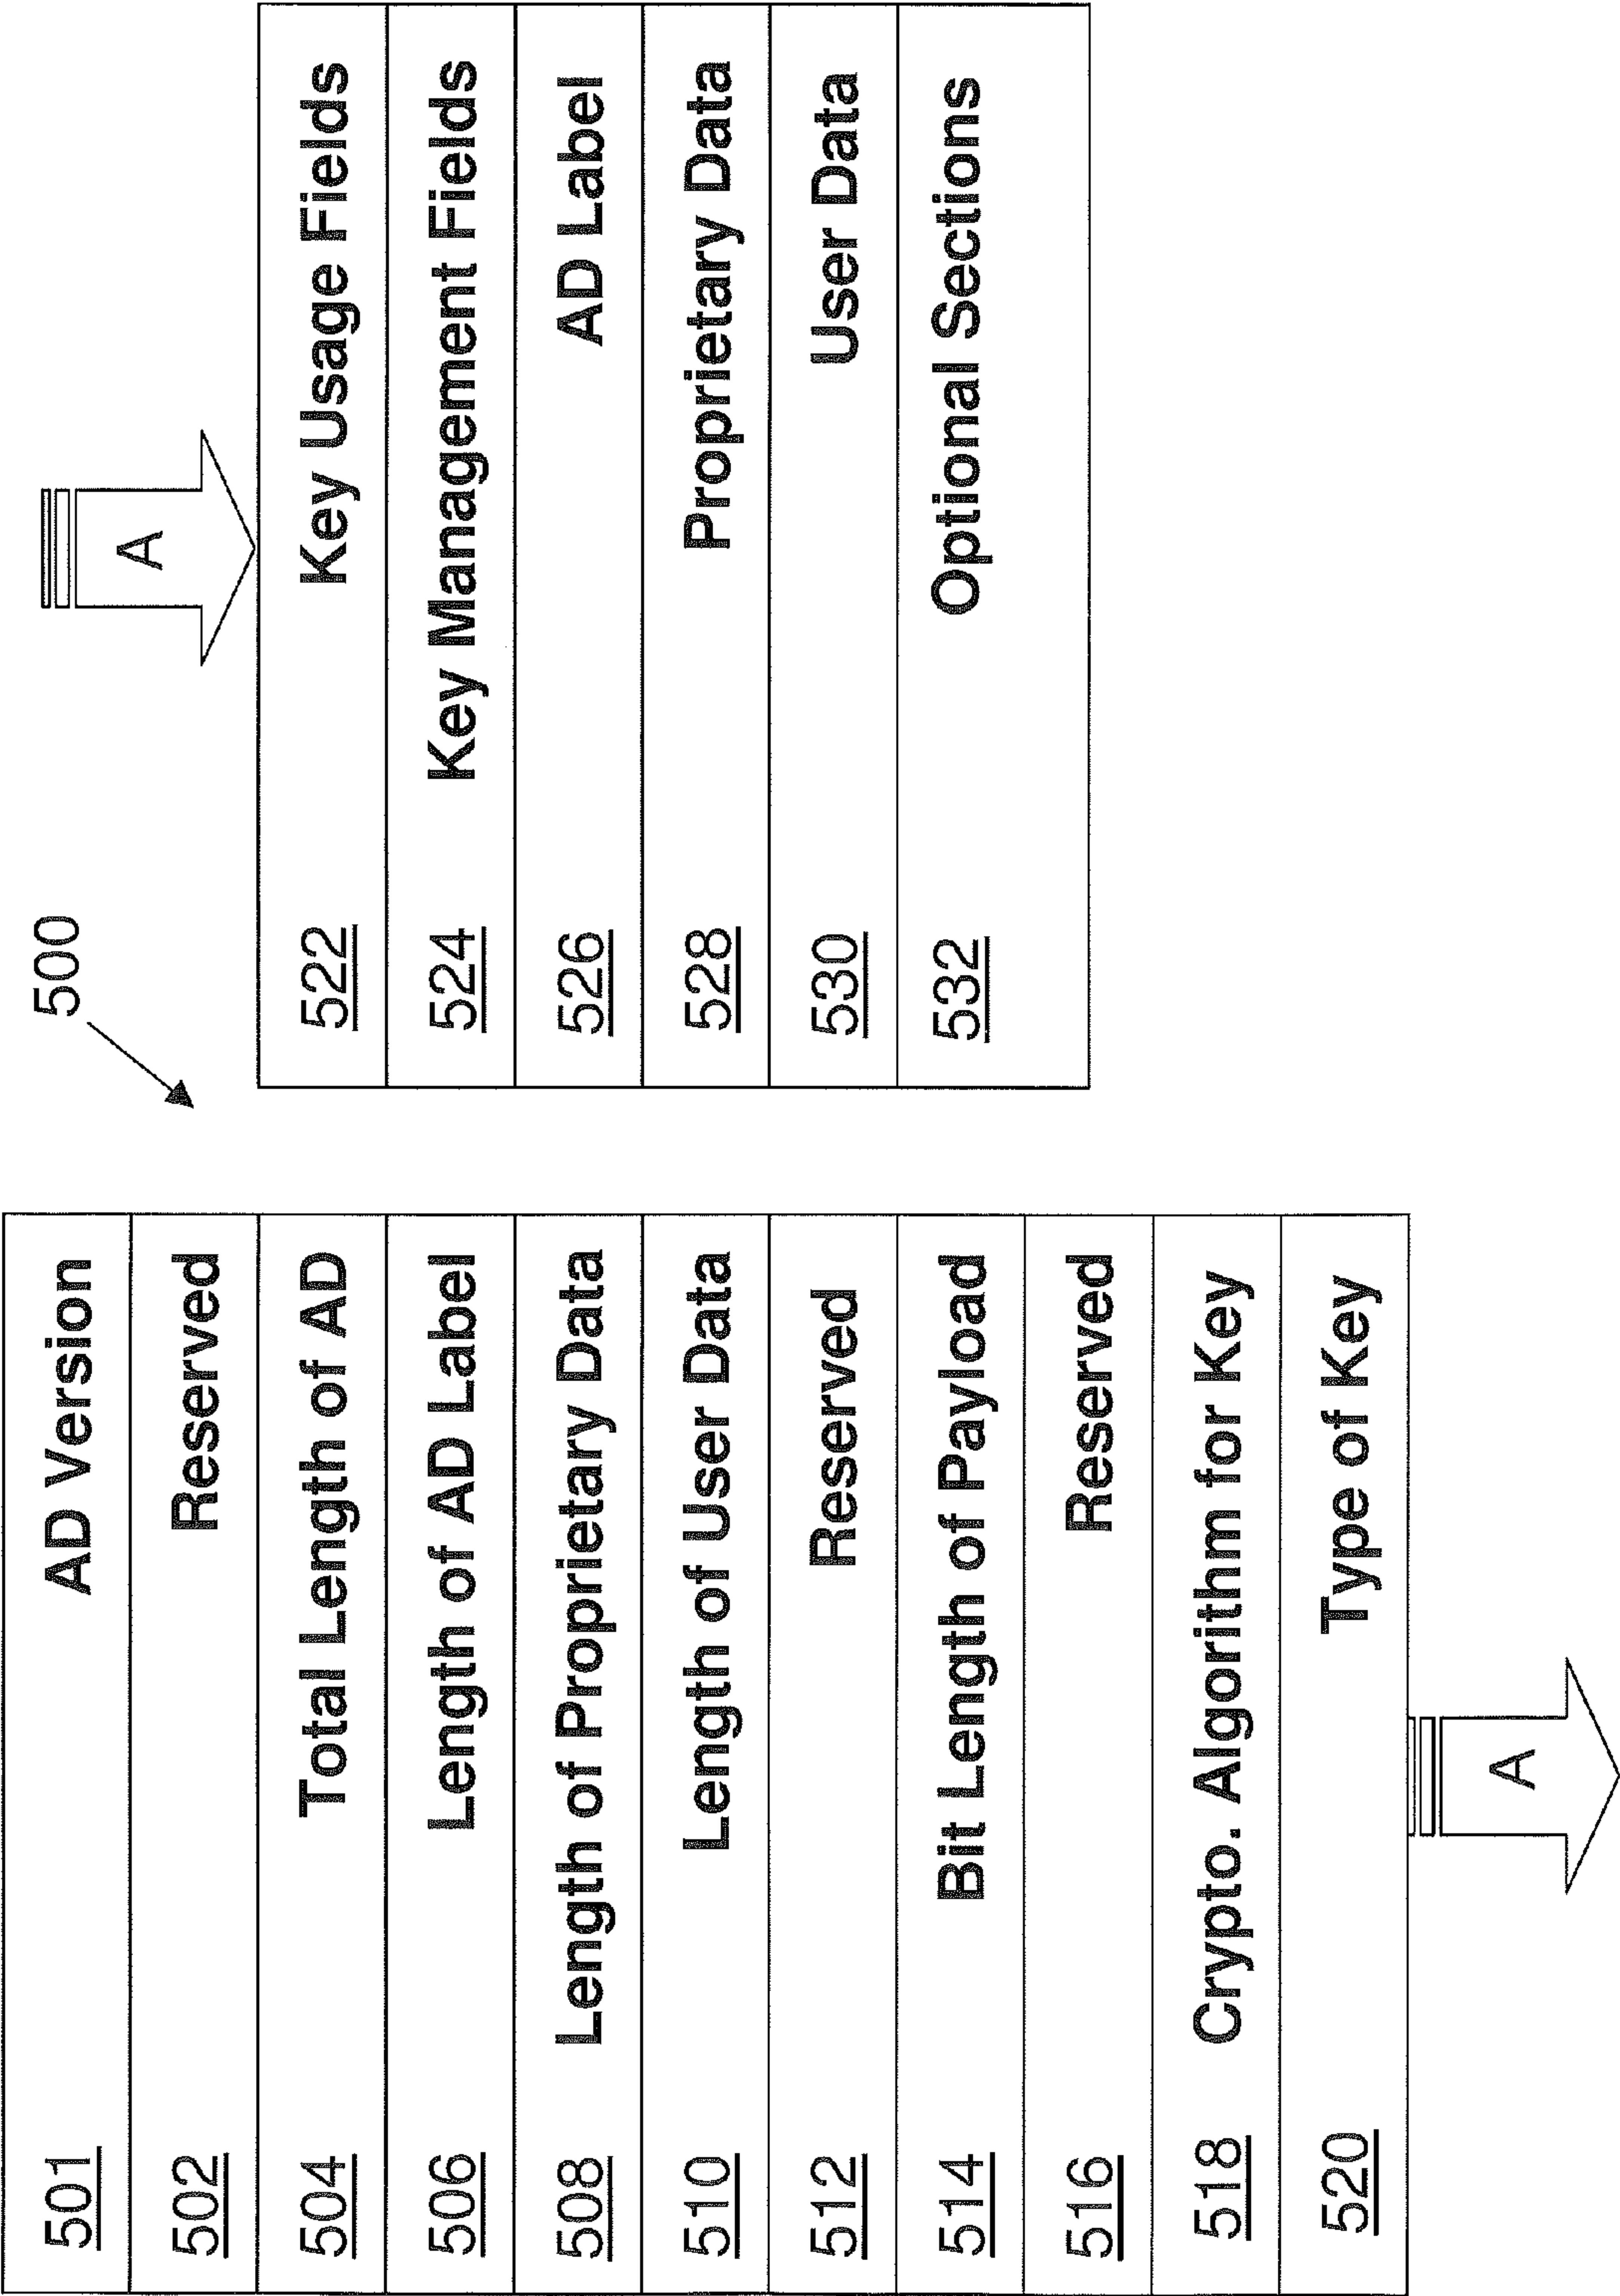 500
501 AD Version
502 Reserved
504 Total Length of AD
506 Length of AD Label
508 Length of Proprietary Data
510 Length of User Data
512 Reserved
514 Bit Length of Payload
516 Reserved
518 Crypto. Algorithm for Key
520 Type of Key
A
A
522 Key Usage Fields
524 Key Management Fields
526 AD Label
528 Proprietary Data
530 User Data
532 Optional Sections